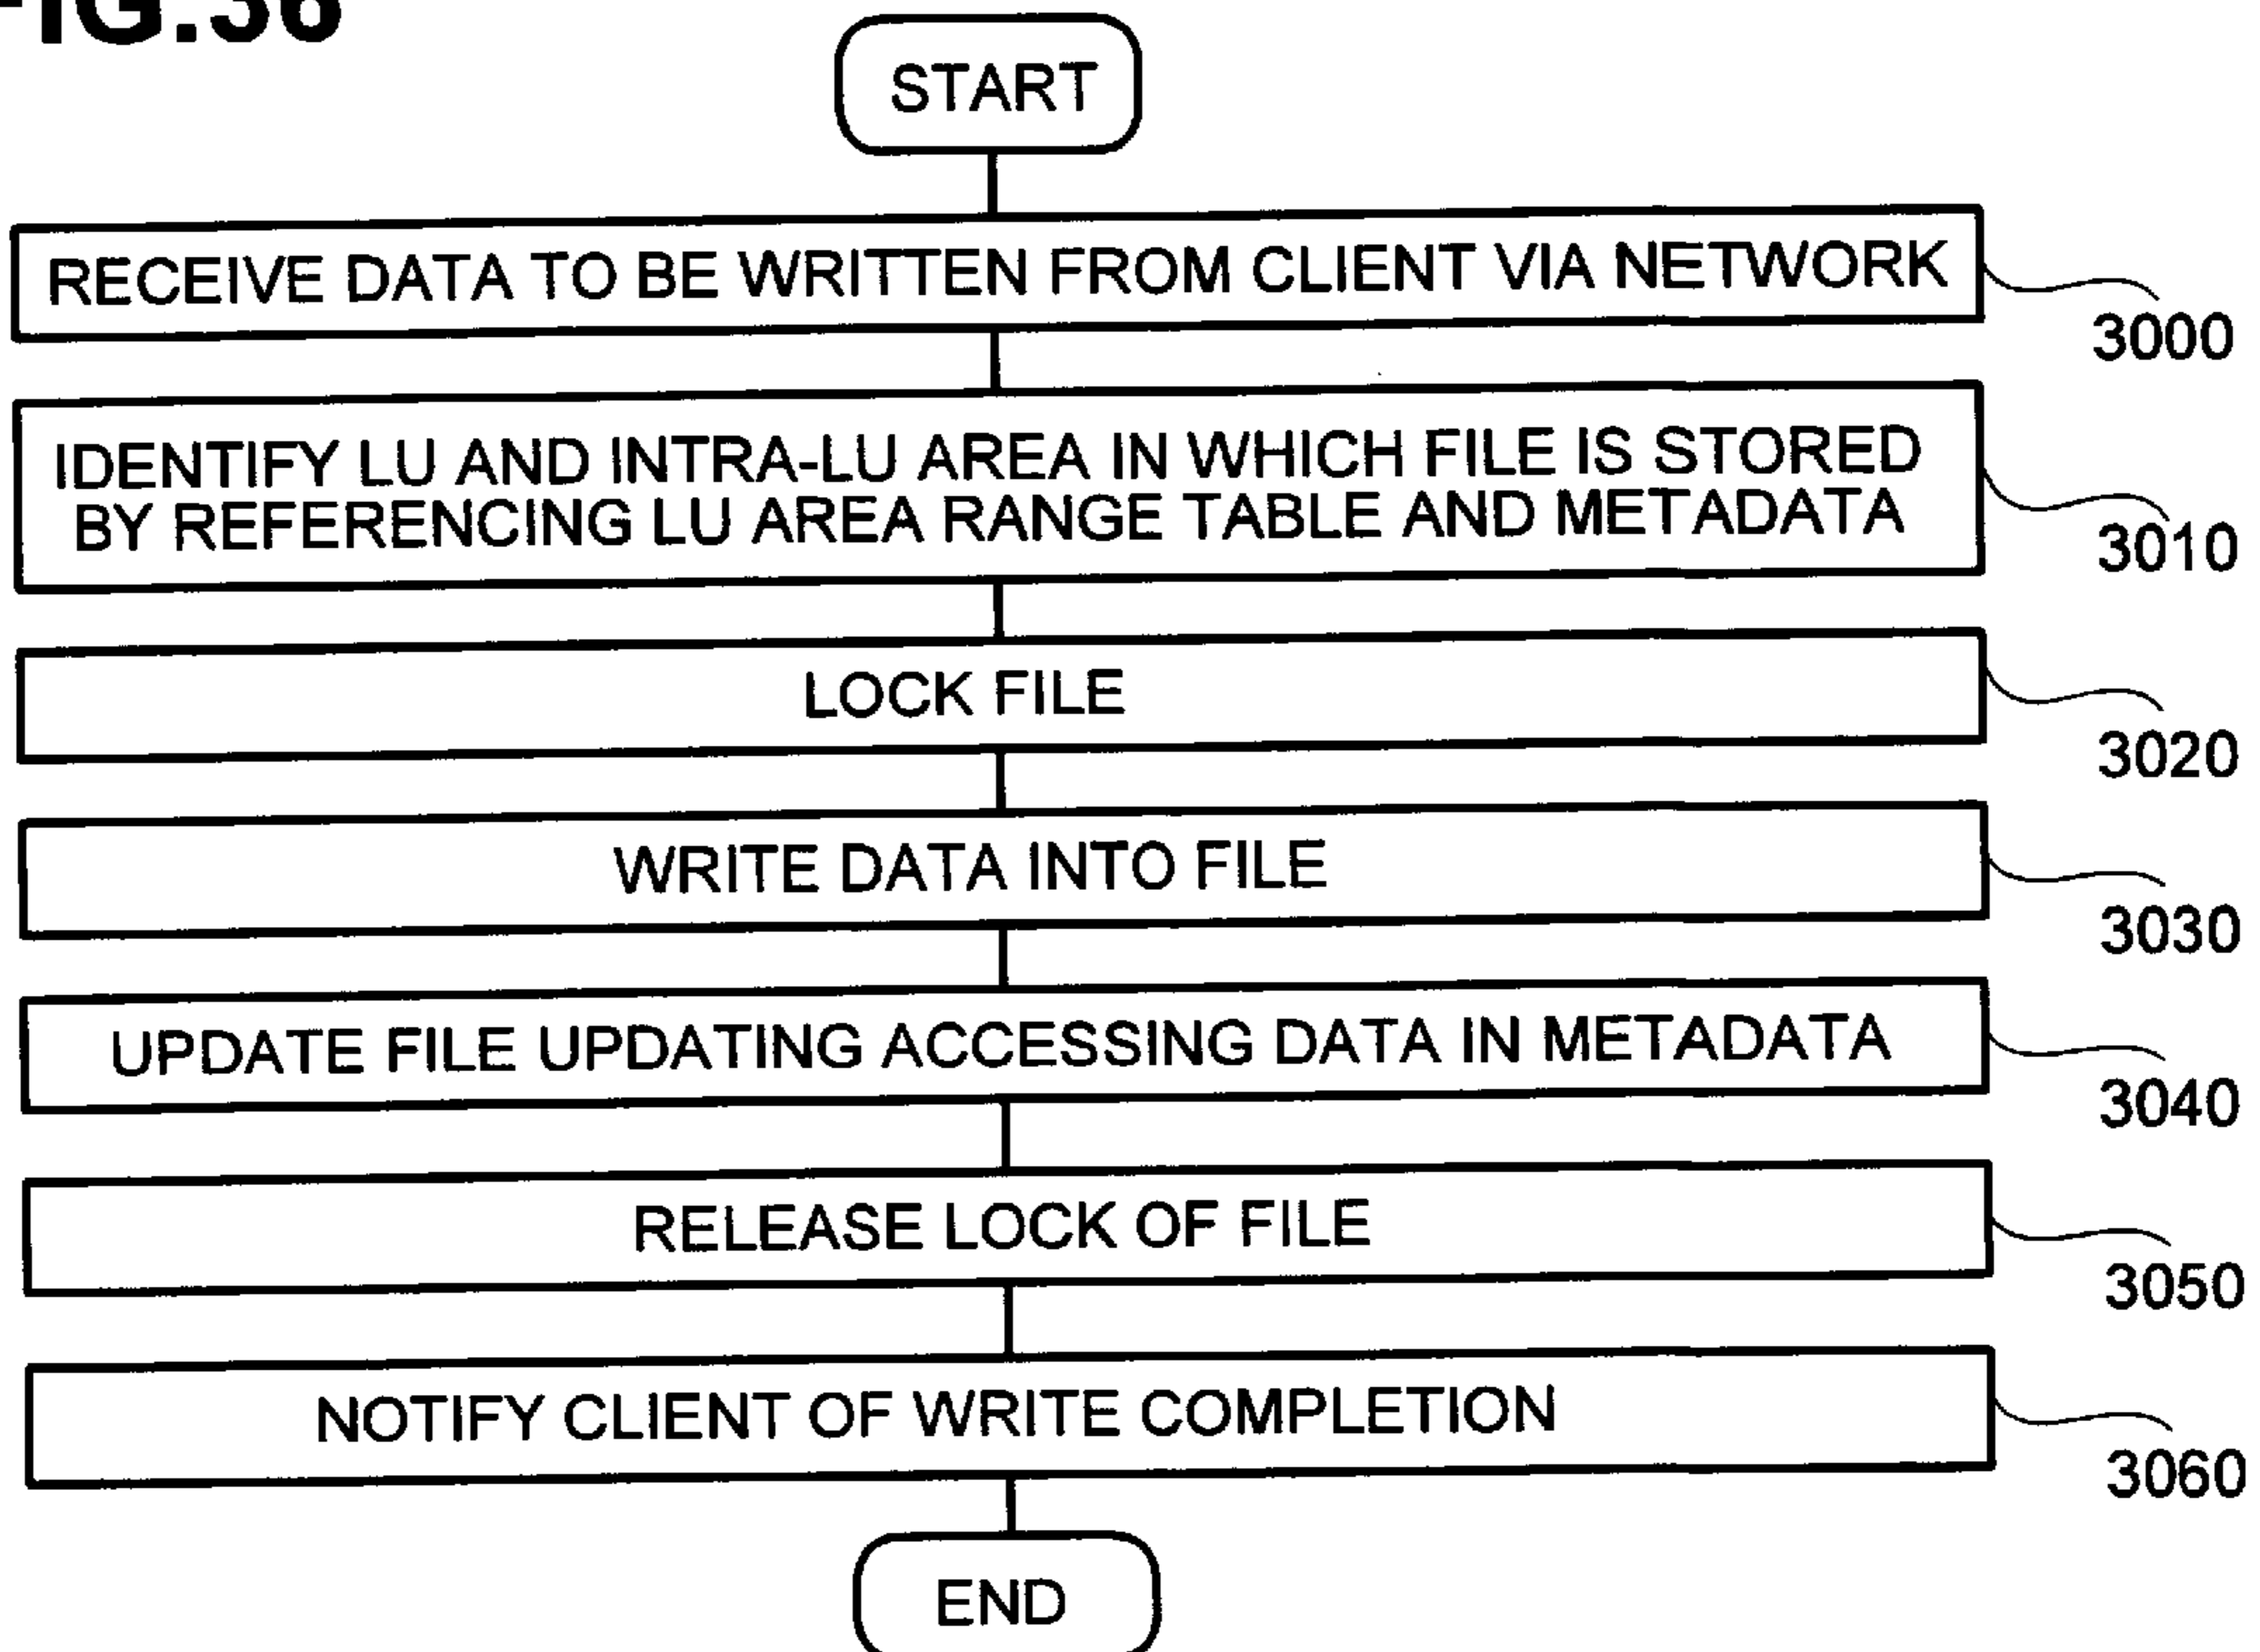 FIG.36
START
RECEIVE DATA TO BE WRITTEN FROM CLIENT VIA NETWORK
3000
IDENTIFY LU AND INTRA-LU AREA IN WHICH FILE IS STORED
BY REFERENCING LU AREA RANGE TABLE AND METADATA
3010
LOCK FILE
3020
WRITE DATA INTO FILE
3030
UPDATE FILE UPDATING ACCESSING DATA IN METADATA
3040
RELEASE LOCK OF FILE
3050
NOTIFY CLIENT OF WRITE COMPLETION
3060
END